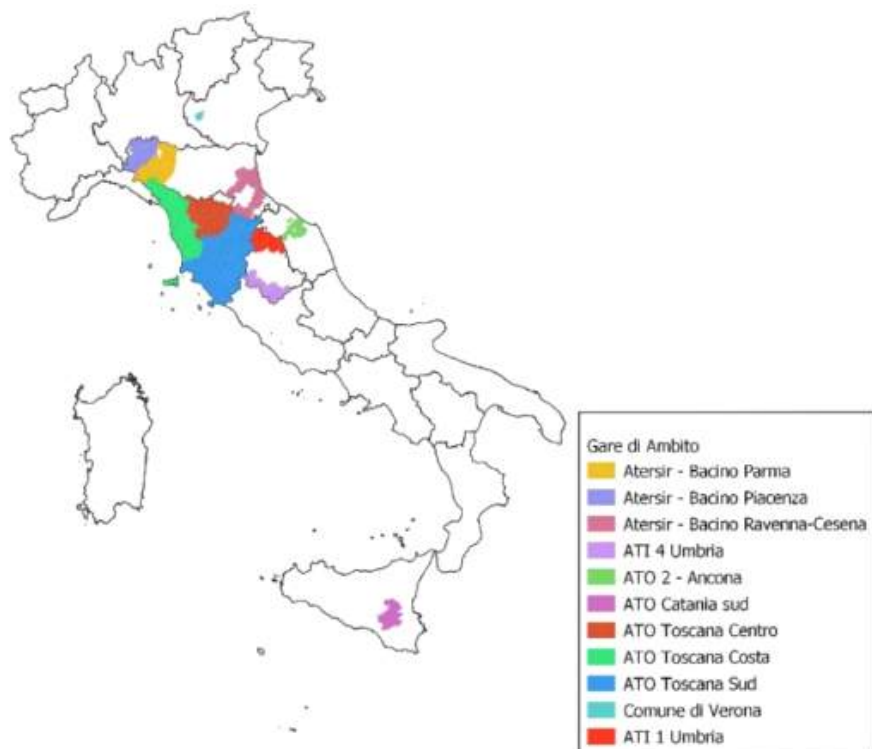 Gare di Ambito
Atersir - Bacino Parma
Atersir - Bacino Piacenza
Atersir - Bacino Ravenna-Cesena
ATI 4 Umbria
ATO 2 - Ancona
ATO Catania sud
ATO Toscana Centro
ATO Toscana Costa
ATO Toscana Sud
Comune di Verona
ATI 1 Umbria